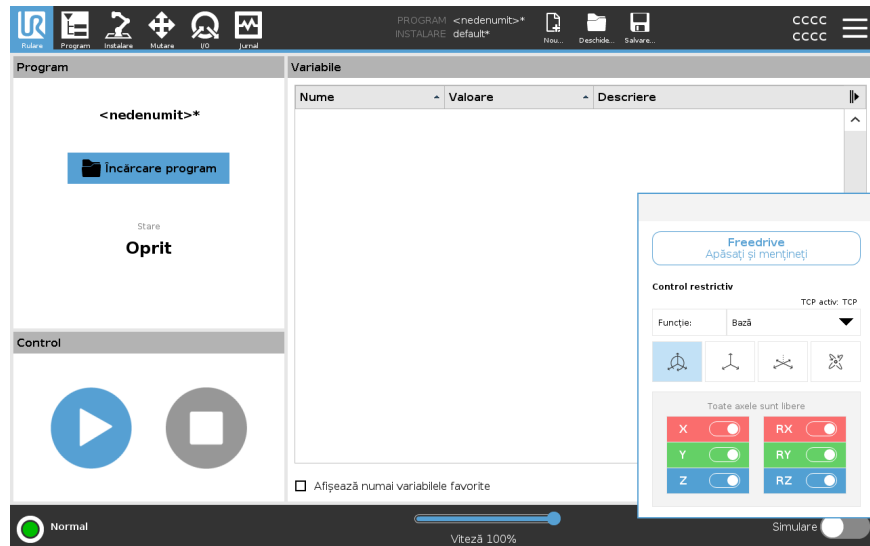 UR
Rulare
Program
Instalare
Mutare
I/O
Jurnal
PROGRAM <nedenumit>*
INSTALARE default*
Nou...
Deschide...
Salvare...
CCCC
CCCC
Program
<nedenumit>*
Încărcare program
Stare
Oprit
Control
Variabile
Nume
Valoare
Descriere
Afișează numai variabilele favorite
Freedrive
Apăsați și mențineți
Control restrictiv
TCP activ: TCP
Funcție: Bază
Toate axele sunt libere
X RX
Y RY
Z RZ
Normal
Viteză 100%
Simulare